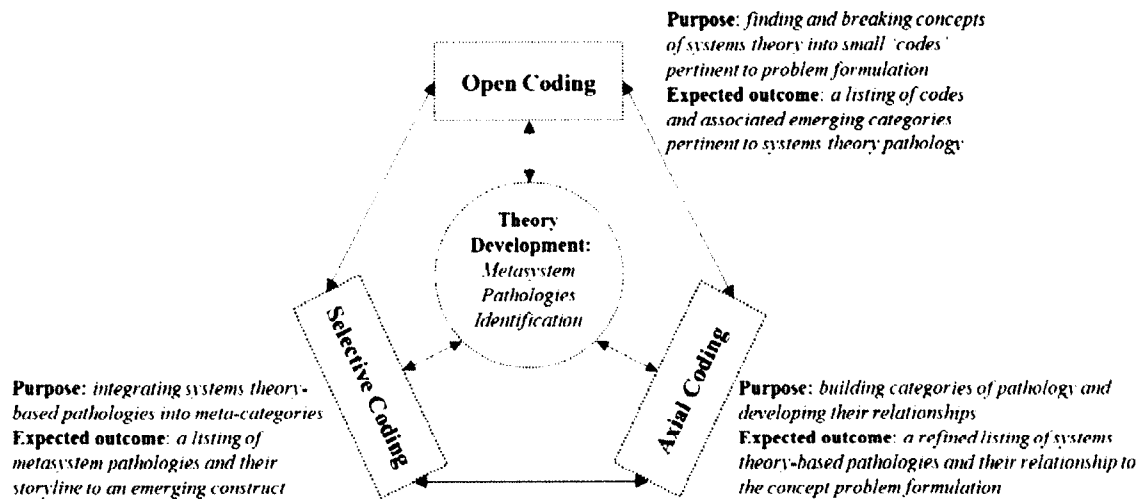 Purpose: finding and breaking concepts
of systems theory into small 'codes'
pertinent to problem formulation
Expected outcome: a listing of codes
and associated emerging categories
pertinent to systems theory pathology
Open Coding
Theory
Development:
Metasystem
Pathologies
Identification
Selective Coding
Axial Coding
Purpose: integrating systems theory-
based pathologies into meta-categories
Expected outcome: a listing of
metasystem pathologies and their
storyline to an emerging construct
Purpose: building categories of pathology and
developing their relationships
Expected outcome: a refined listing of systems
theory-based pathologies and their relationship to
the concept problem formulation